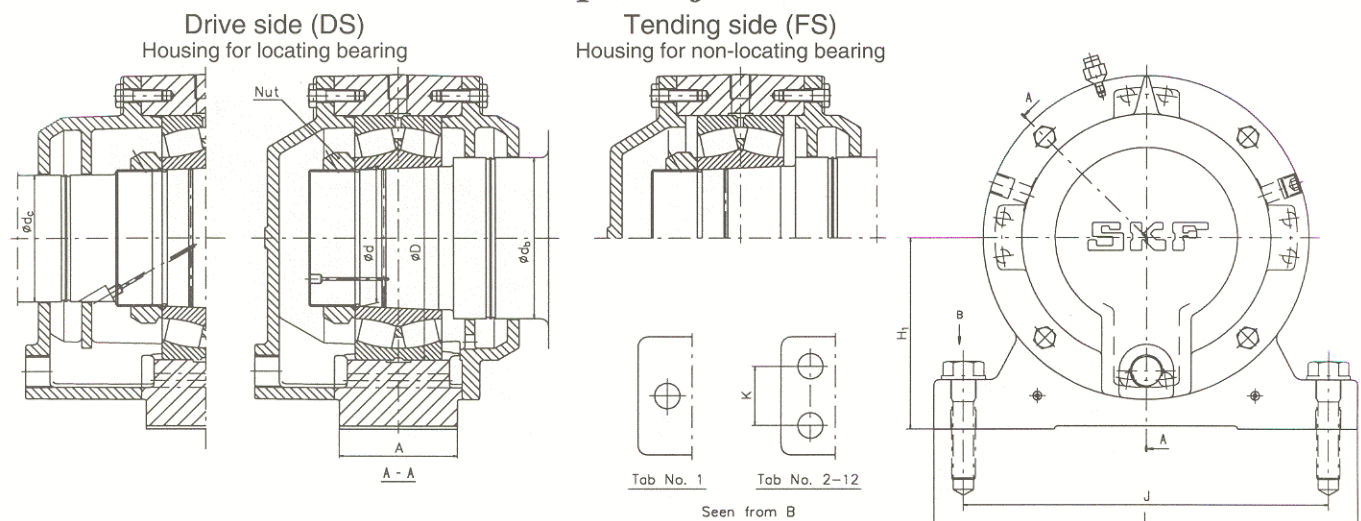 Drive side (DS)
Housing for locating bearing
Tending side (FS)
Housing for non-locating bearing
Nut
A
SKF
Ødc
Ød
ØD
Ødb
H₁
B
K
A
A
A - A
Tab No. 1
Tab No. 2-12
J
Seen from B